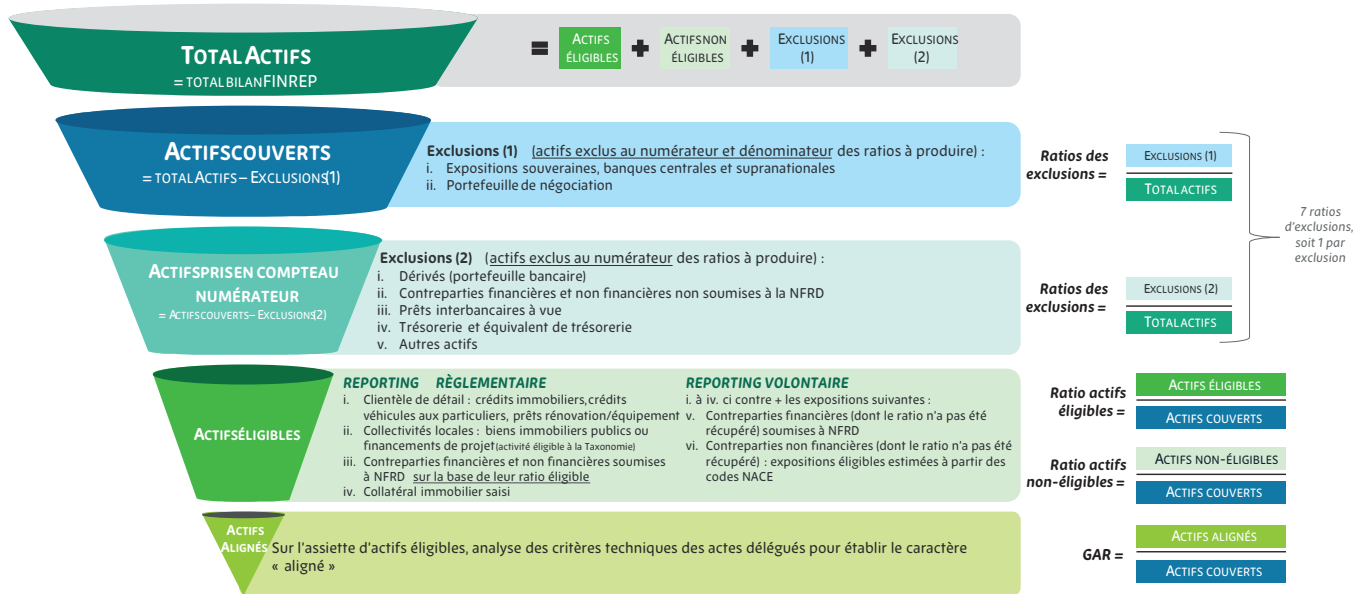 TOTAL ACTIFS
= TOTAL BILAN FINREP
=
ACTIFS
ÉLIGIBLES
+
ACTIFS NON
ÉLIGIBLES
+
EXCLUSIONS
(1)
+
EXCLUSIONS
(2)
ACTIFS COUVERTS
= TOTAL ACTIFS – EXCLUSIONS (1)
Exclusions (1) (actifs exclus au numérateur et dénominateur des ratios à produire) :
i. Expositions souveraines, banques centrales et supranationales
ii. Portefeuille de négociation
Ratios des
exclusions =
EXCLUSIONS (1)
TOTAL ACTIFS
7 ratios
d'exclusions,
soit 1 par
exclusion
ACTIFS PRIS EN COMPTE AU
NUMÉRATEUR
= ACTIFS COUVERTS – EXCLUSIONS (2)
Exclusions (2) (actifs exclus au numérateur des ratios à produire) :
i. Dérivés (portefeuille bancaire)
ii. Contreparties financières et non financières non soumises à la NFRD
iii. Prêts interbancaires à vue
iv. Trésorerie et équivalent de trésorerie
v. Autres actifs
Ratios des
exclusions =
EXCLUSIONS (2)
TOTAL ACTIFS
ACTIFS ÉLIGIBLES
REPORTING RÈGLEMENTAIRE
i. Clientèle de détail : crédits immobiliers, crédits
véhicules aux particuliers, prêts rénovation/équipement
ii. Collectivités locales : biens immobiliers publics ou
financements de projet (activité éligible à la Taxonomie)
iii. Contreparties financières et non financières soumises
à NFRD sur la base de leur ratio éligible
iv. Collatéral immobilier saisi
REPORTING VOLONTAIRE
i. à iv. ci contre + les expositions suivantes :
v. Contreparties financières (dont le ratio n'a pas été
récupéré) soumises à NFRD
vi. Contreparties non financières (dont le ratio n'a pas été
récupéré) : expositions éligibles estimées à partir des
codes NACE
Ratio actifs
éligibles =
ACTIFS ÉLIGIBLES
ACTIFS COUVERTS
Ratio actifs
non-éligibles =
ACTIFS NON-ÉLIGIBLES
ACTIFS COUVERTS
ACTIFS
ALIGNÉS
Sur l'assiette d'actifs éligibles, analyse des critères techniques des actes délégués pour établir le caractère
« aligné »
GAR =
ACTIFS ALIGNÉS
ACTIFS COUVERTS